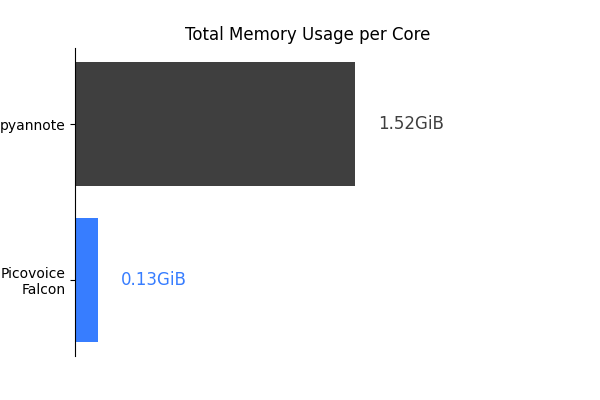 Total Memory Usage per Core
pyannote
1.52GiB
Picovoice
Falcon
0.13GiB